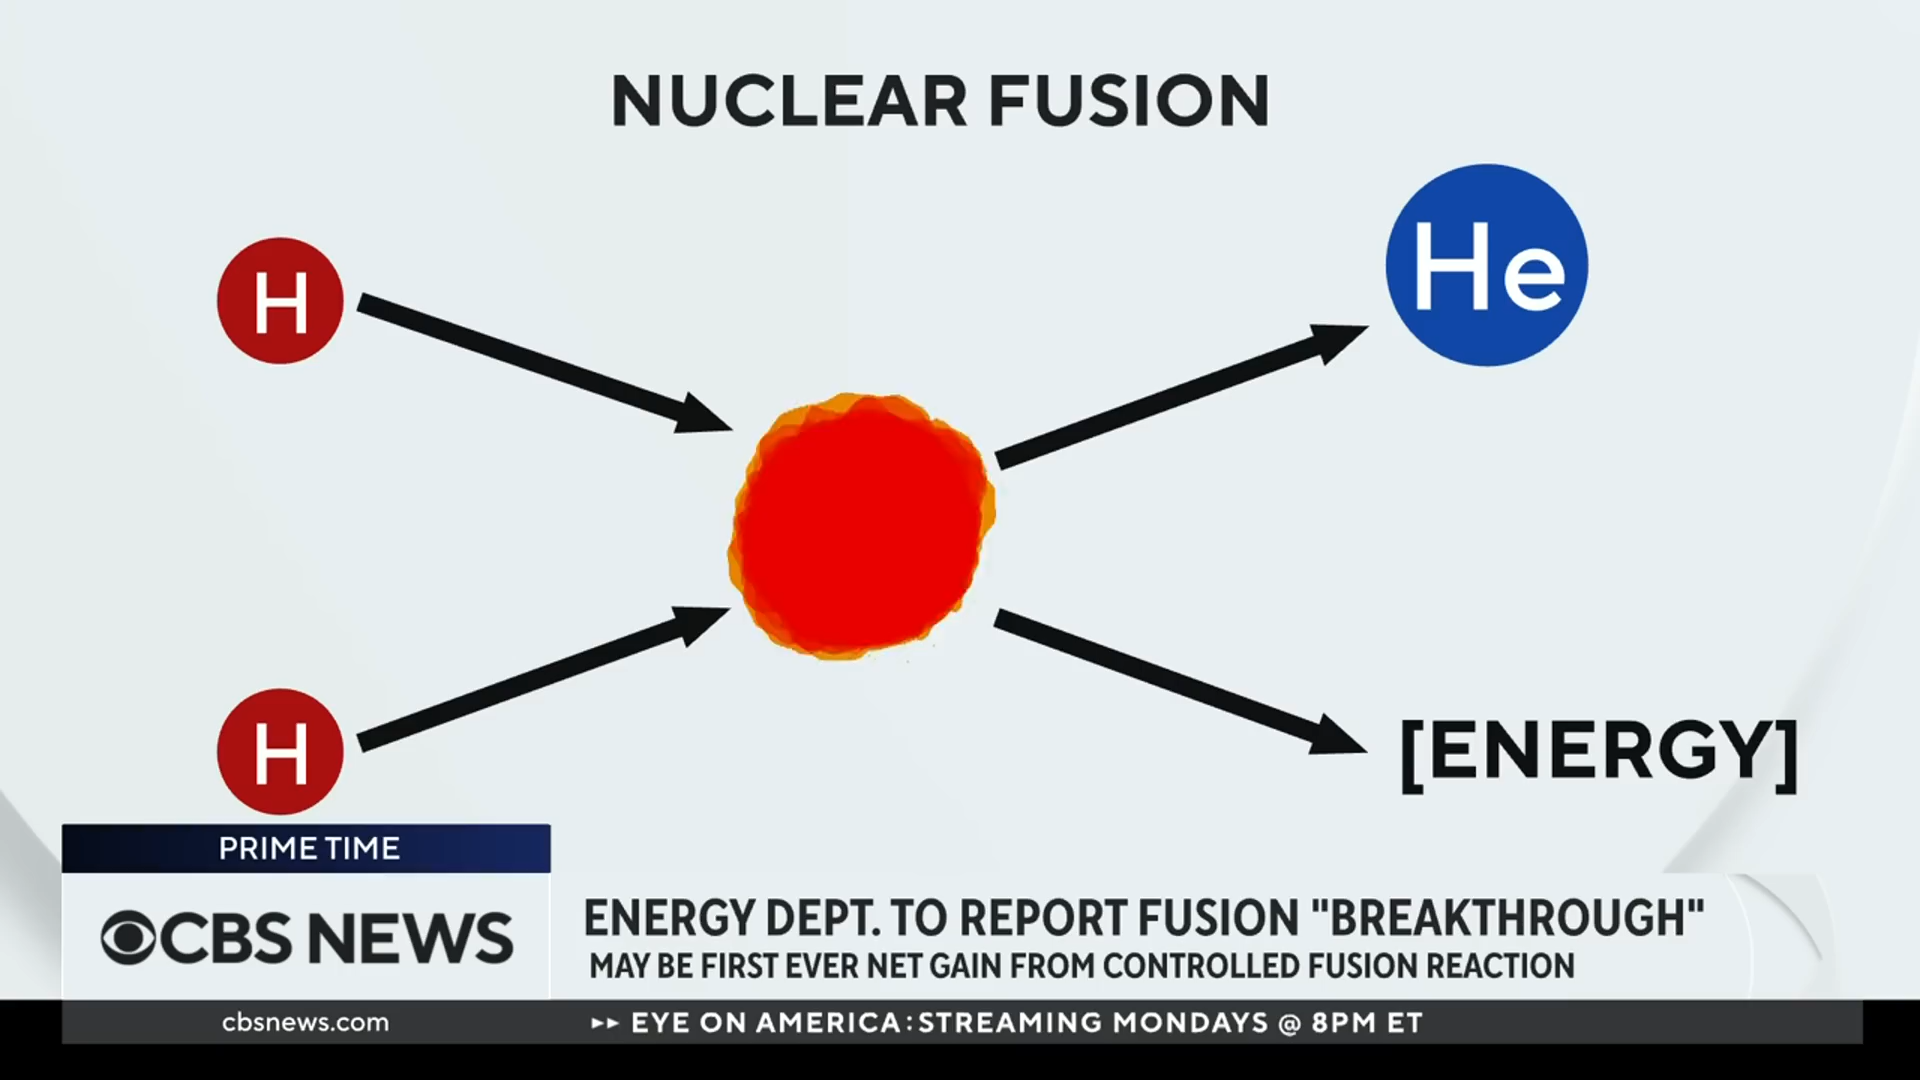 NUCLEAR FUSION
H
He
H
[ENERGY]
PRIME TIME
CBS NEWS
ENERGY DEPT. TO REPORT FUSION "BREAKTHROUGH"
MAY BE FIRST EVER NET GAIN FROM CONTROLLED FUSION REACTION
cbsnews.com
EYE ON AMERICA: STREAMING MONDAYS @ 8PM ET